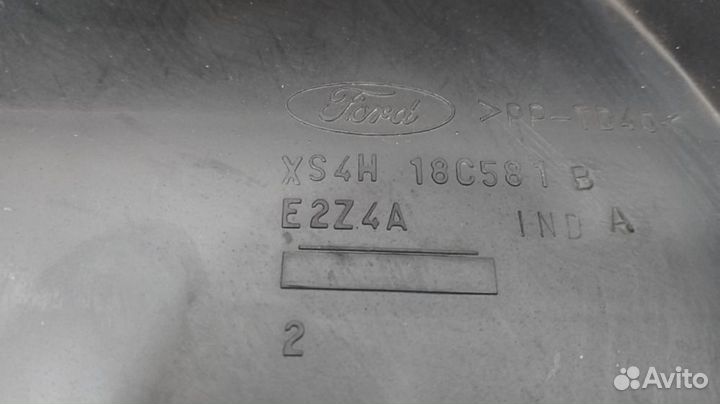 Ford >PP-TD40<
XS4H 18C581 B
E2Z4A IND A
2
Avito